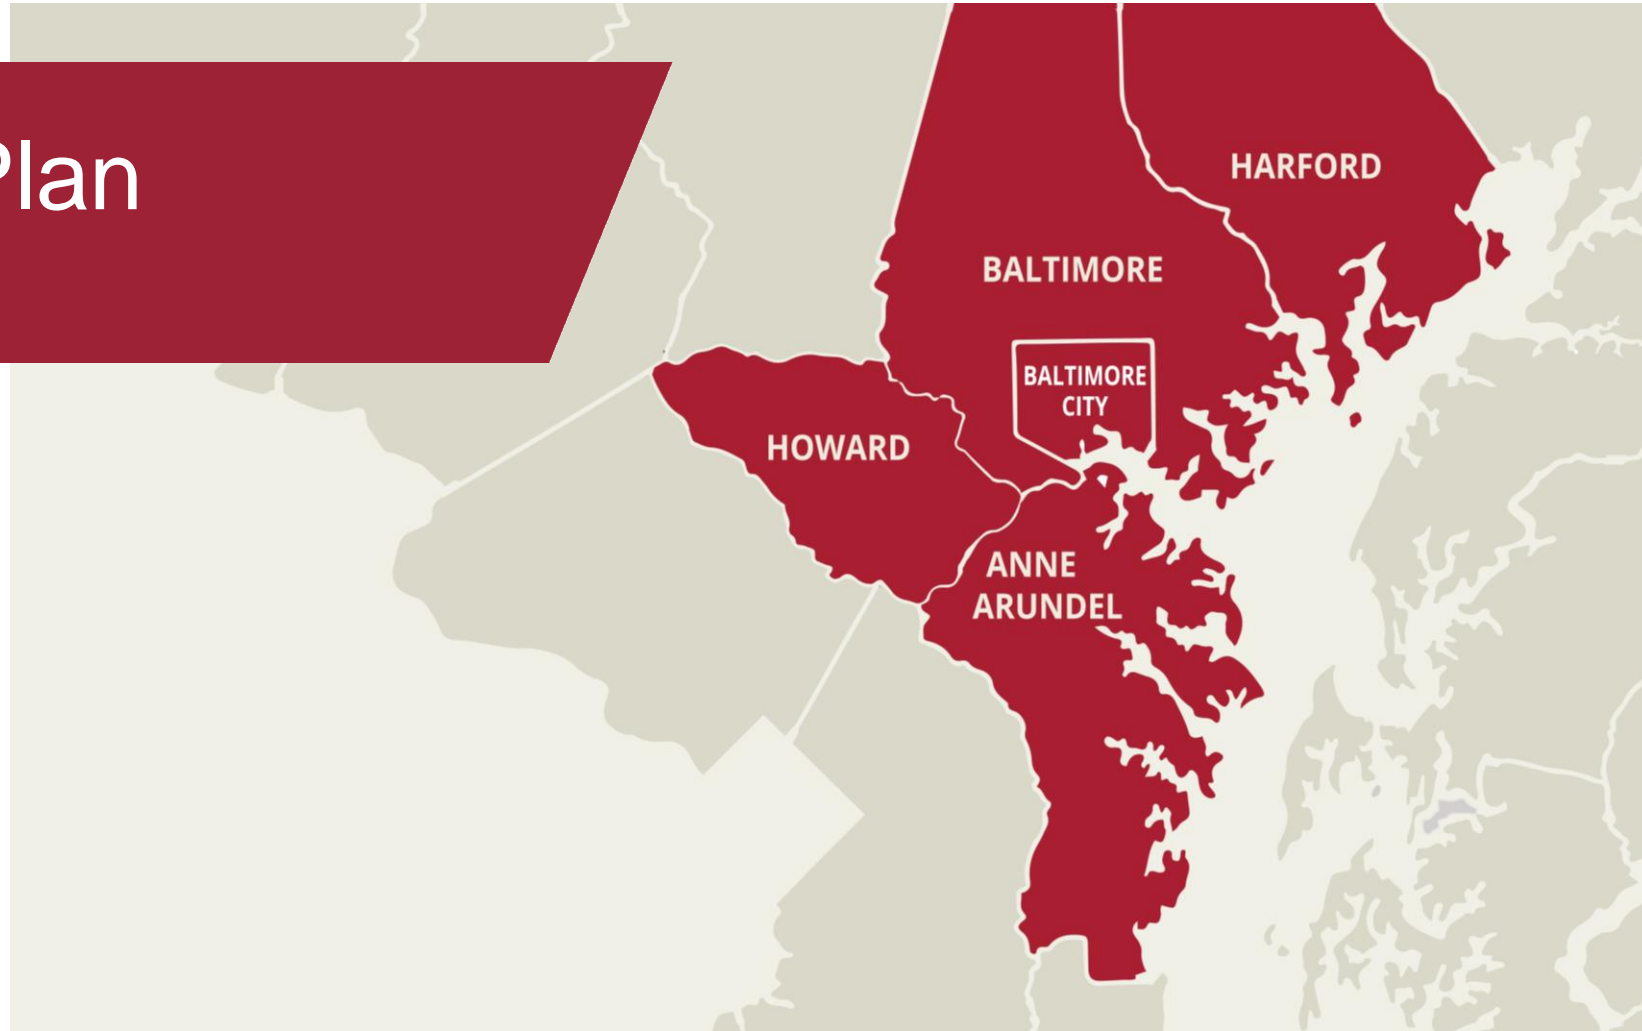 Plan
HARFORD
BALTIMORE
BALTIMORE
CITY
HOWARD
ANNE
ARUNDEL